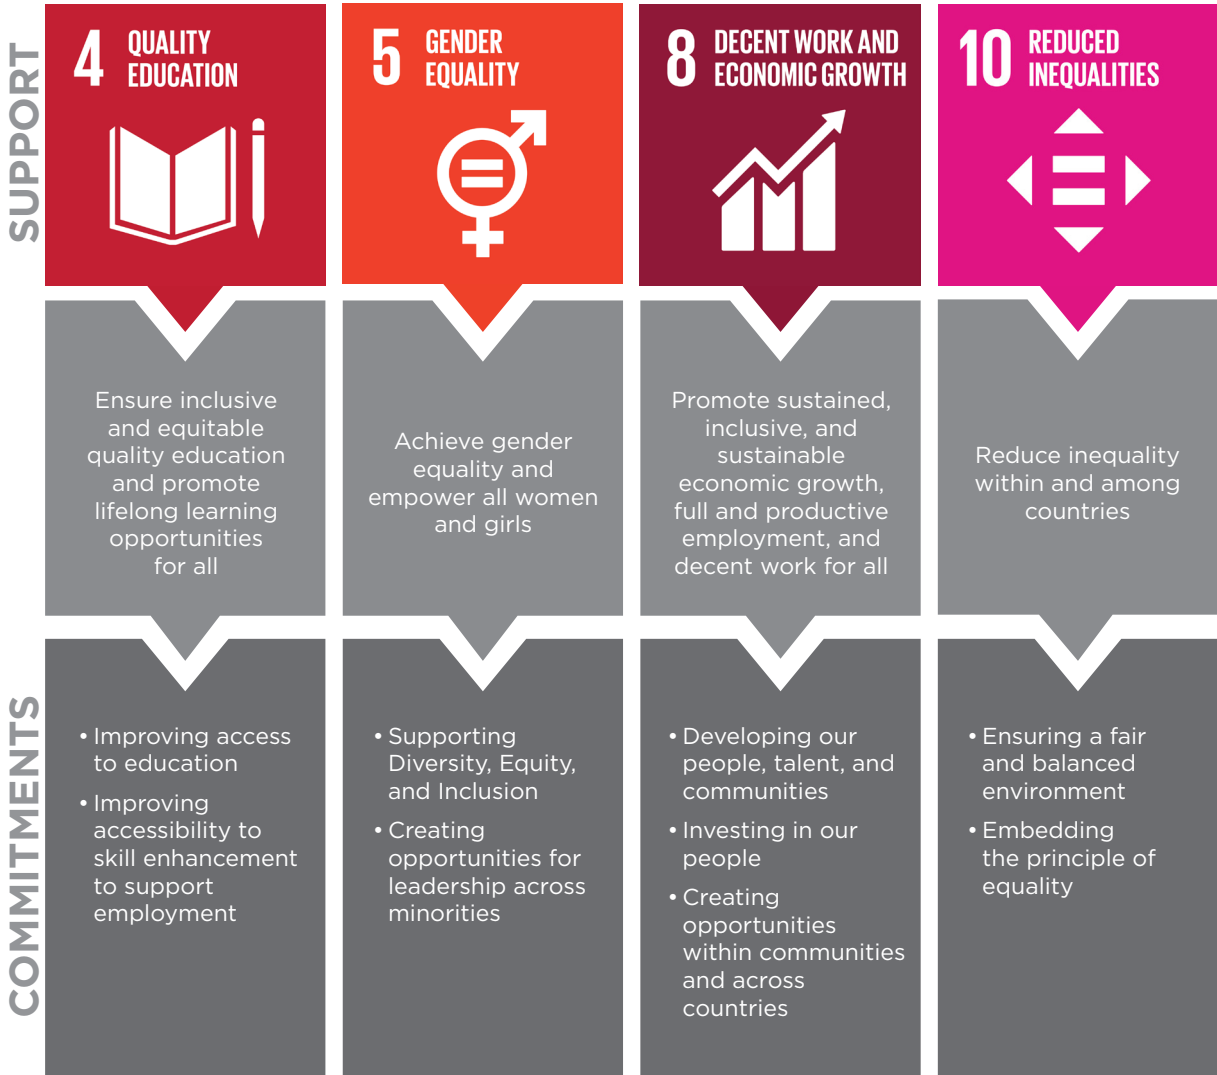 SUPPORT
4
QUALITY
EDUCATION
5
GENDER
EQUALITY
8
DECENT WORK AND
ECONOMIC GROWTH
10
REDUCED
INEQUALITIES
Ensure inclusive
and equitable
quality education
and promote
lifelong learning
opportunities
for all
Achieve gender
equality and
empower all women
and girls
Promote sustained,
inclusive, and
sustainable
economic growth,
full and productive
employment, and
decent work for all
Reduce inequality
within and among
countries
COMMITMENTS
• Improving access
to education
• Improving
accessibility to
skill enhancement
to support
employment
• Supporting
Diversity, Equity,
and Inclusion
• Creating
opportunities for
leadership across
minorities
• Developing our
people, talent, and
communities
• Investing in our
people
• Creating
opportunities
within communities
and across
countries
• Ensuring a fair
and balanced
environment
• Embedding
the principle of
equality